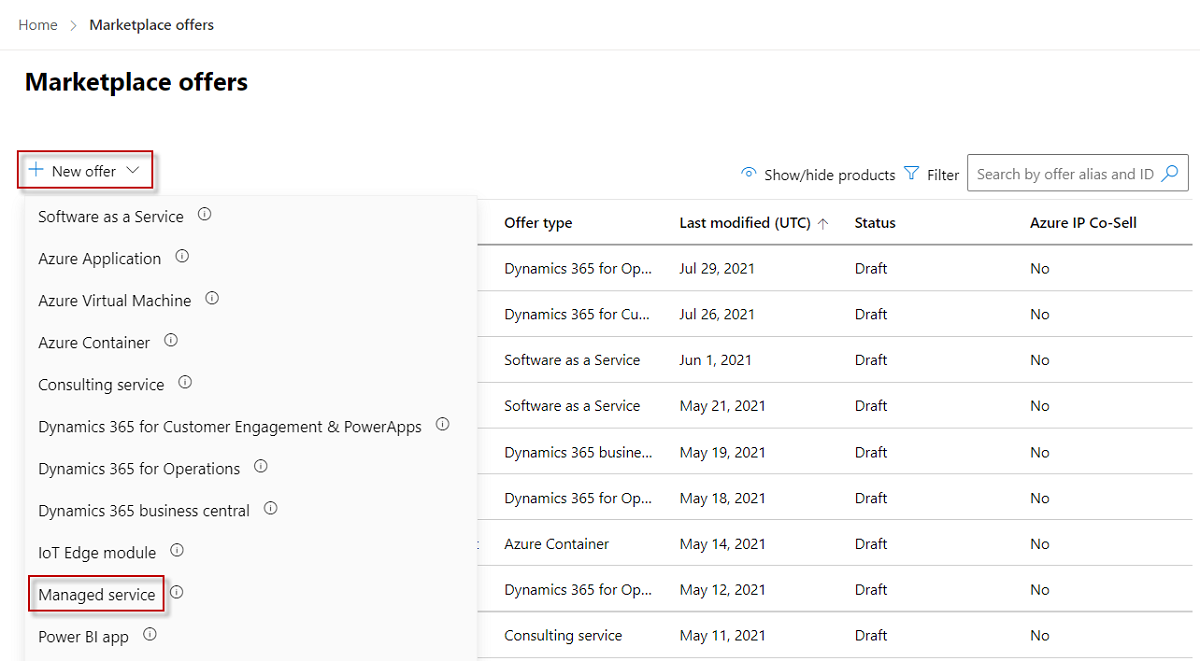 Home > Marketplace offers
Marketplace offers
+ New offer
Show/hide products Filter Search by offer alias and ID
Software as a Service
Azure Application
Azure Virtual Machine
Azure Container
Consulting service
Dynamics 365 for Customer Engagement & PowerApps
Dynamics 365 for Operations
Dynamics 365 business central
IoT Edge module
Managed service
Power BI app
Offer type Last modified (UTC) ↑ Status Azure IP Co-Sell
Dynamics 365 for Op... Jul 29, 2021 Draft No
Dynamics 365 for Cu... Jul 26, 2021 Draft No
Software as a Service Jun 1, 2021 Draft No
Software as a Service May 21, 2021 Draft No
Dynamics 365 busine... May 19, 2021 Draft No
Dynamics 365 for Op... May 18, 2021 Draft No
Azure Container May 14, 2021 Draft No
Dynamics 365 for Op... May 12, 2021 Draft No
Consulting service May 11, 2021 Draft No